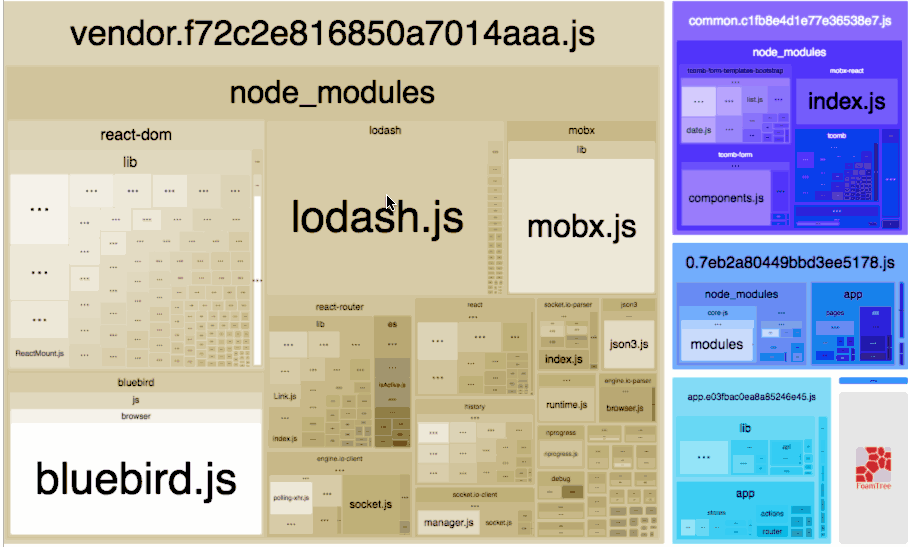 vendor.f72c2e816850a7014aaa.js
node_modules
react-dom
lib
...
ReactMount.js
bluebird
js
browser
bluebird.js
lodash
lodash.js
mobx
lib
mobx.js
react-router
lib
es
Link.js
index.js
react
history
socket.io-parser
index.js
json3
json3.js
runtime.js
engine.io-parser
browser.js
nprogress
nprogress.js
debug
engine.io-client
polling-xhr.js
socket.js
socket.io-client
manager.js
socket.js
common.c1fb8e4d1e77e36538e7.js
node_modules
tcomb-form-templates-bootstrap
list.js
date.js
mobx-react
index.js
tcomb-form
components.js
tcomb
0.7eb2a80449bbd3ee5178.js
node_modules
core-js
modules
app
pages
app.e03fbac0ea8a85246e45.js
lib
api
app
stores
actions
router
FoamTree